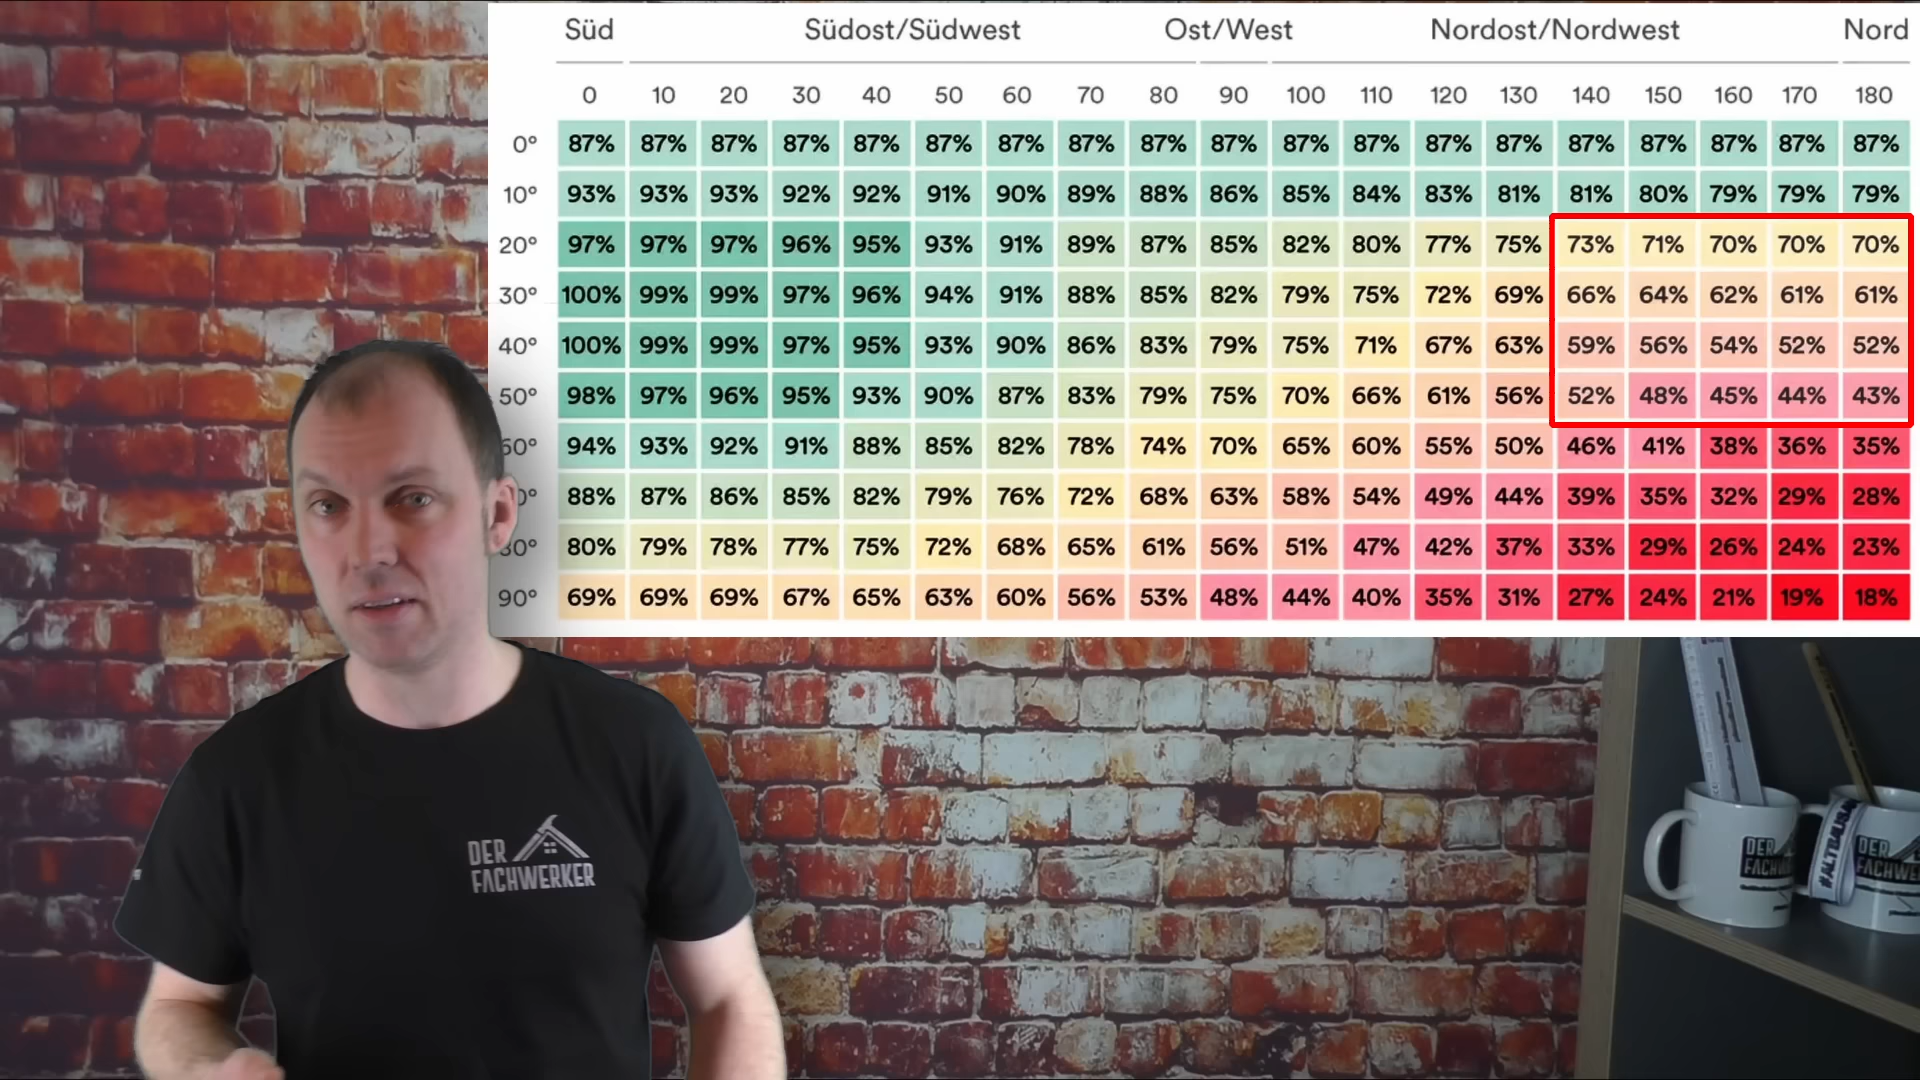 Süd Südost/Südwest Ost/West Nordost/Nordwest Nord
0 10 20 30 40 50 60 70 80 90 100 110 120 130 140 150 160 170 180
0° 87% 87% 87% 87% 87% 87% 87% 87% 87% 87% 87% 87% 87% 87% 87% 87% 87% 87% 87%
10° 93% 93% 93% 92% 92% 91% 90% 89% 88% 86% 85% 84% 83% 81% 81% 80% 79% 79% 79%
20° 97% 97% 97% 96% 95% 93% 91% 89% 87% 85% 82% 80% 77% 75% 73% 71% 70% 70% 70%
30° 100% 99% 99% 97% 96% 94% 91% 88% 85% 82% 79% 75% 72% 69% 66% 64% 62% 61% 61%
40° 100% 99% 99% 97% 95% 93% 90% 86% 83% 79% 75% 71% 67% 63% 59% 56% 54% 52% 52%
50° 98% 97% 96% 95% 93% 90% 87% 83% 79% 75% 70% 66% 61% 56% 52% 48% 45% 44% 43%
60° 94% 93% 92% 91% 88% 85% 82% 78% 74% 70% 65% 60% 55% 50% 46% 41% 38% 36% 35%
0° 88% 87% 86% 85% 82% 79% 76% 72% 68% 63% 58% 54% 49% 44% 39% 35% 32% 29% 28%
80° 80% 79% 78% 77% 75% 72% 68% 65% 61% 56% 51% 47% 42% 37% 33% 29% 26% 24% 23%
90° 69% 69% 69% 67% 65% 63% 60% 56% 53% 48% 44% 40% 35% 31% 27% 24% 21% 19% 18%
DER
FACHWERKER
DER
FACHW
#ALTBAU
DER
FACHWE